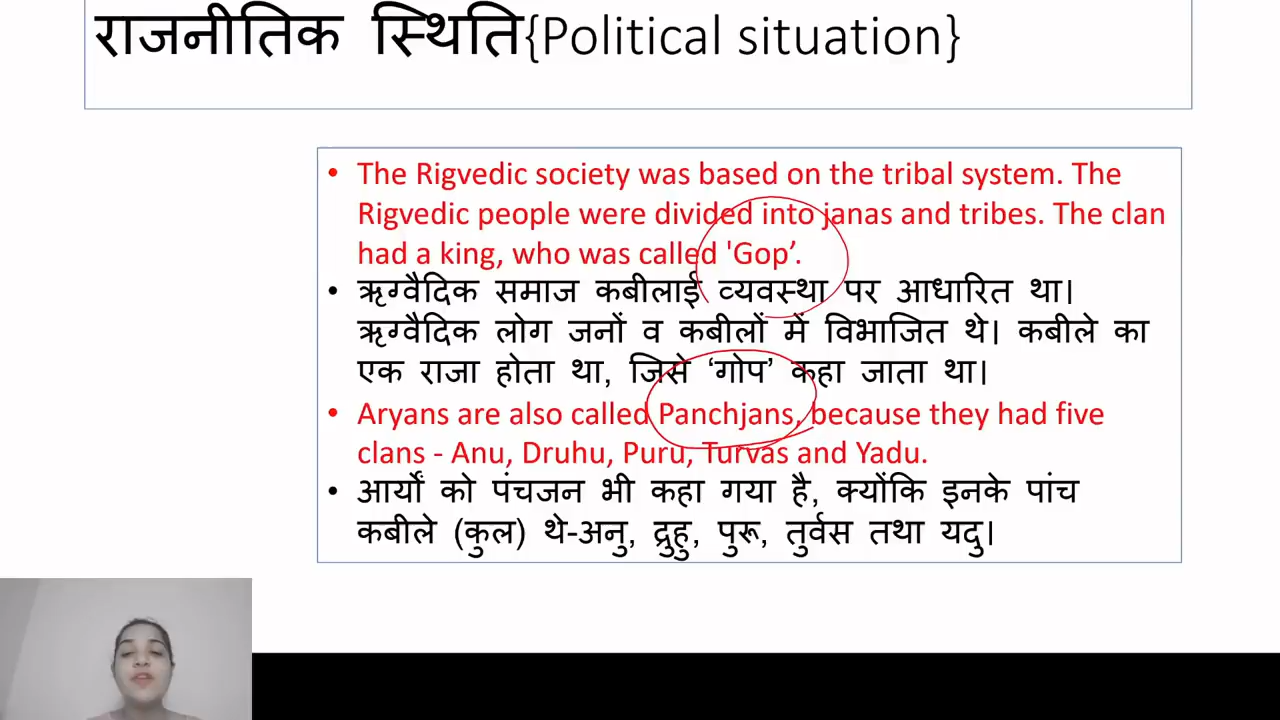 राजनीतिक स्थिति{Political situation}
• The Rigvedic society was based on the tribal system. The
Rigvedic people were divided into janas and tribes. The clan
had a king, who was called 'Gop’.
• ऋग्वैदिक समाज कबीलाई व्यवस्था पर आधारित था।
ऋग्वैदिक लोग जनों व कबीलों में विभाजित थे। कबीले का
एक राजा होता था, जिसे ‘गोप’ कहा जाता था।
• Aryans are also called Panchjans, because they had five
clans - Anu, Druhu, Puru, Turvas and Yadu.
• आर्यों को पंचजन भी कहा गया है, क्योंकि इनके पांच
कबीले (कुल) थे-अनु, द्रुहु, पुरू, तुर्वस तथा यदु।